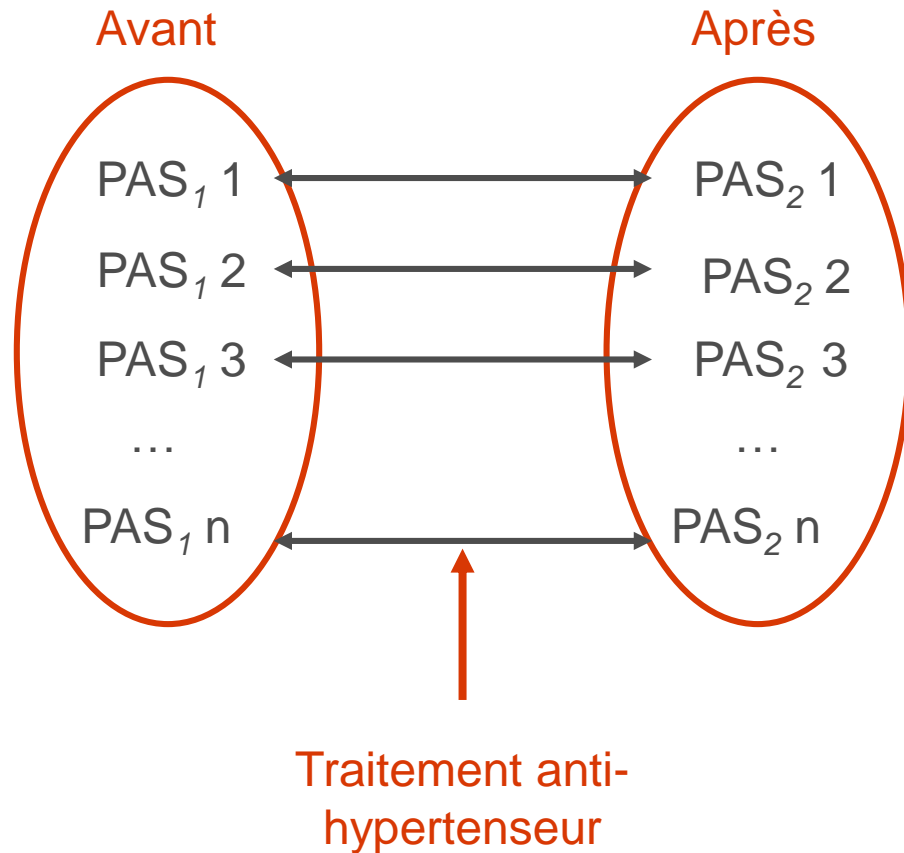 Avant Après
PAS₁ 1 PAS₂ 1
PAS₁ 2 PAS₂ 2
PAS₁ 3 PAS₂ 3
… …
PAS₁ n PAS₂ n
Traitement anti-
hypertenseur